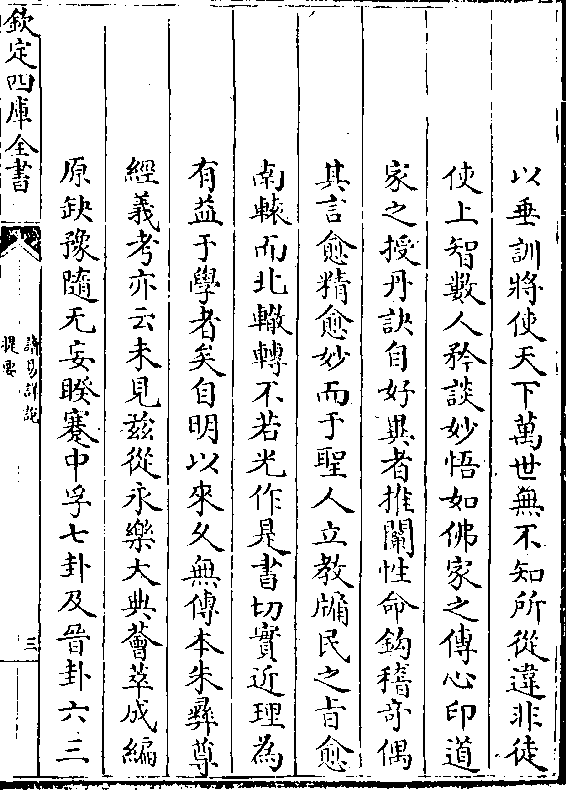 以垂訓將使天下萬世無不知所從違非徒
使上智數人矜談妙悟如佛家之傳心印道
家之授丹訣自好異者推闡性命鈎稽奇偶
其言愈精愈妙而于聖人立教牖民之旨愈
南轅而北轍轉不若光作是書切實近理為
有益于學者矣自明以來久無傳本朱彝尊
經義考亦云未見茲從永樂大典薈萃成編
原缺豫隨无妄睽蹇中孚七卦及晉卦六三
欽定四庫全書
讀易詳說
提要
三